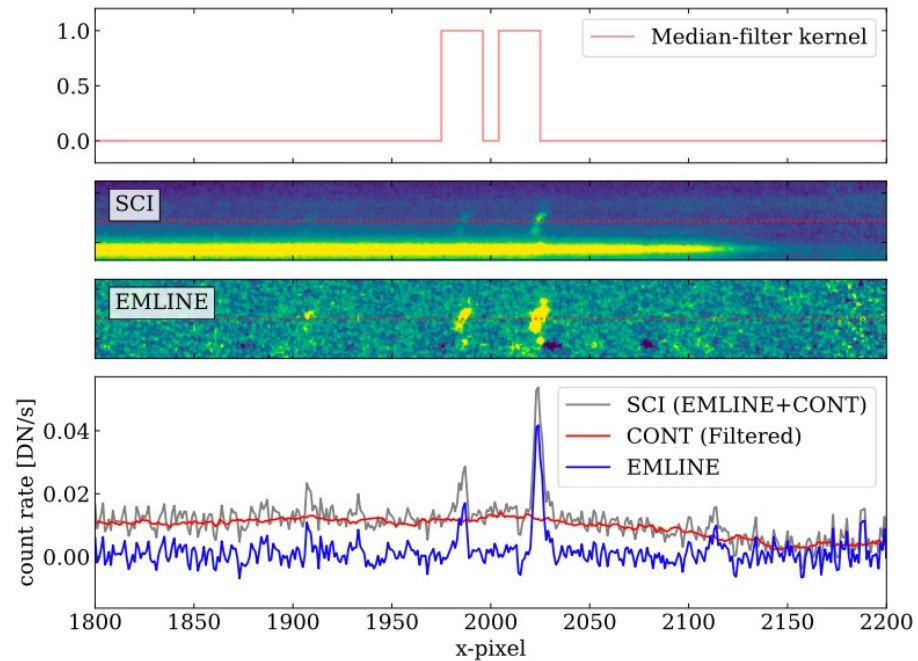 1.0
0.5
0.0
Median-filter kernel
SCI
EMLINE
0.04
0.02
0.00
count rate [DN/s]
SCI (EMLINE+CONT)
CONT (Filtered)
EMLINE
1800 1850 1900 1950 2000 2050 2100 2150 2200
x-pixel